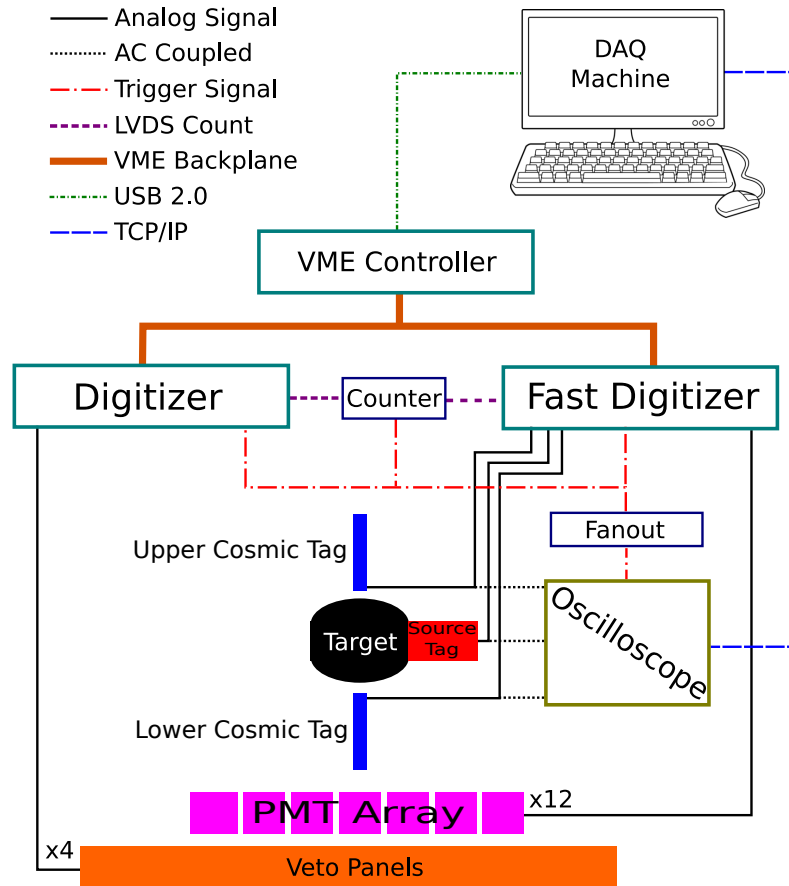 Analog Signal
AC Coupled
Trigger Signal
LVDS Count
VME Backplane
USB 2.0
TCP/IP
DAQ
Machine
VME Controller
Digitizer
Counter
Fast Digitizer
Fanout
Upper Cosmic Tag
Oscilloscope
Target
Source
Tag
Lower Cosmic Tag
PMT Array
x12
x4
Veto Panels